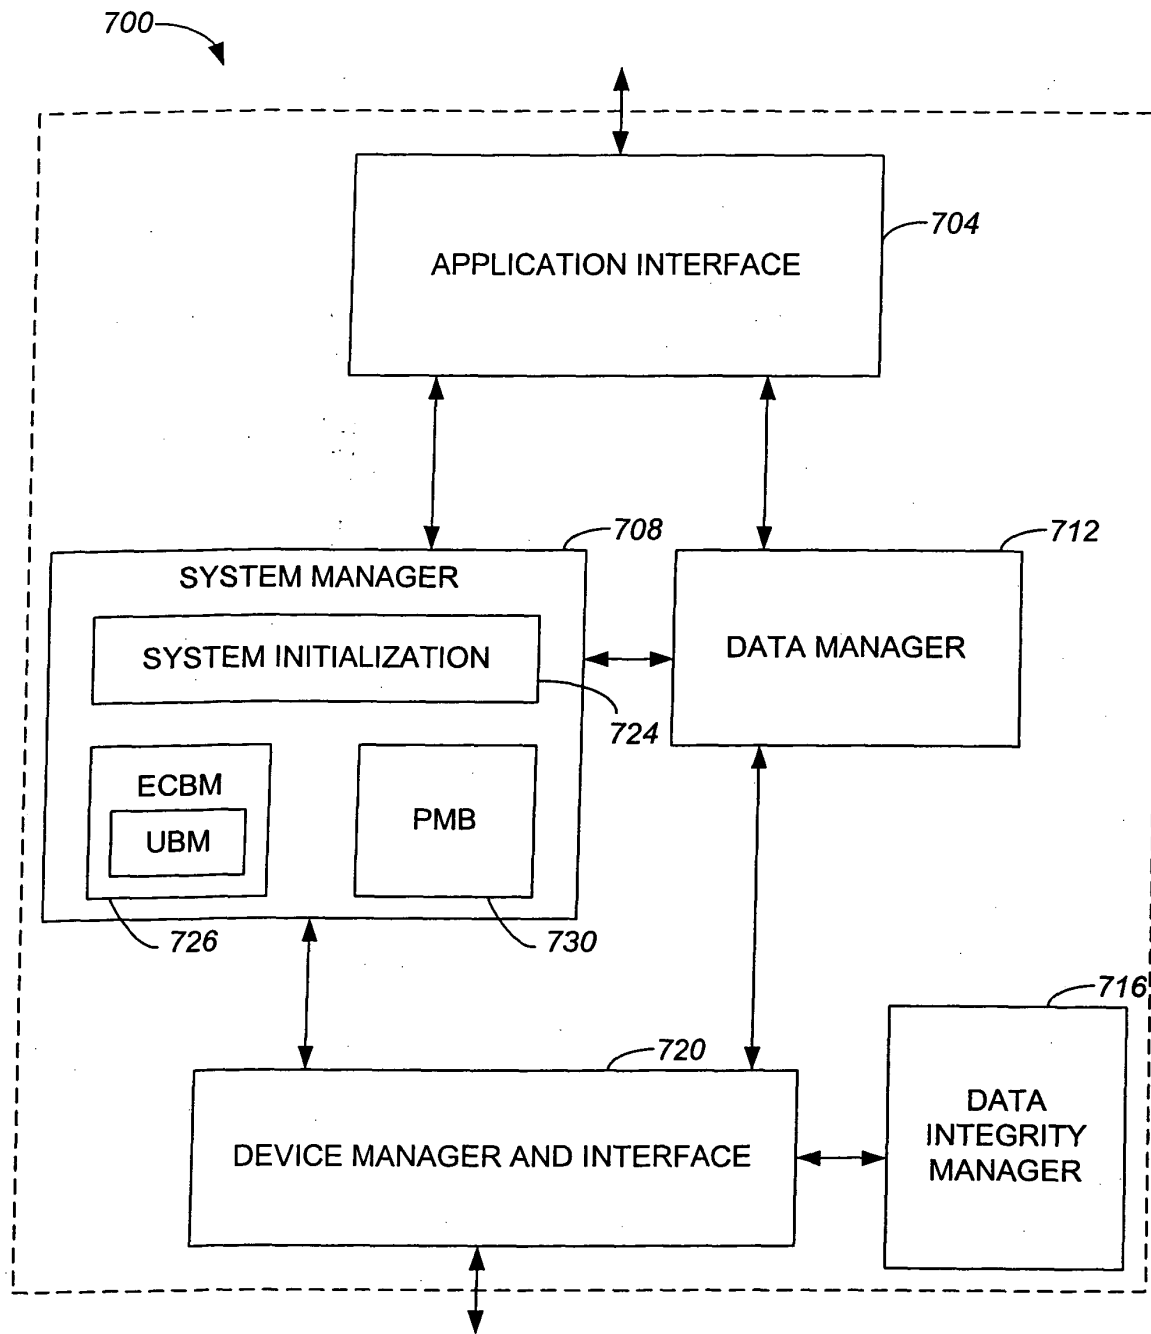 700
704
APPLICATION INTERFACE
708
712
SYSTEM MANAGER
SYSTEM INITIALIZATION
DATA MANAGER
724
ECBM
UBM
PMB
726
730
716
720
DATA
INTEGRITY
MANAGER
DEVICE MANAGER AND INTERFACE